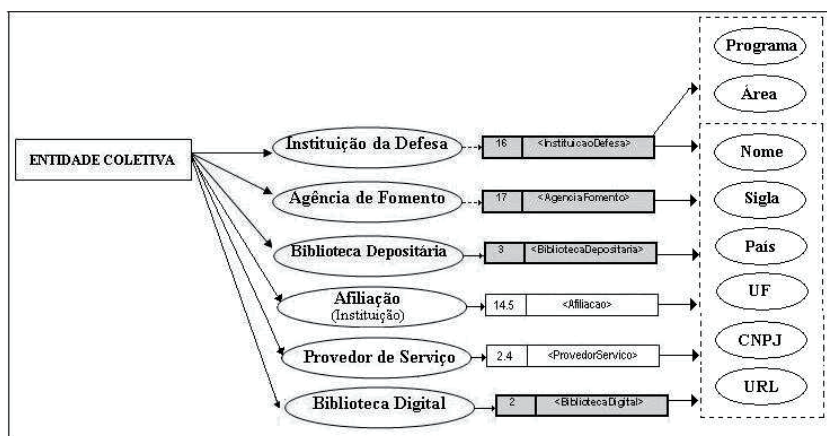 Programa
Área
ENTIDADE COLETIVA
Instituição da Defesa
16 <InstituicaoDefesa>
Nome
Agência de Fomento
17 <AgenciaFomento>
Sigla
Biblioteca Depositária
3 <BibliotecaDepositaria>
País
Afiliação
(Instituição)
14.5 <Afiliacao>
UF
Provedor de Serviço
2.4 <ProvedorServico>
CNPJ
Biblioteca Digital
2 <BibliotecaDigital>
URL